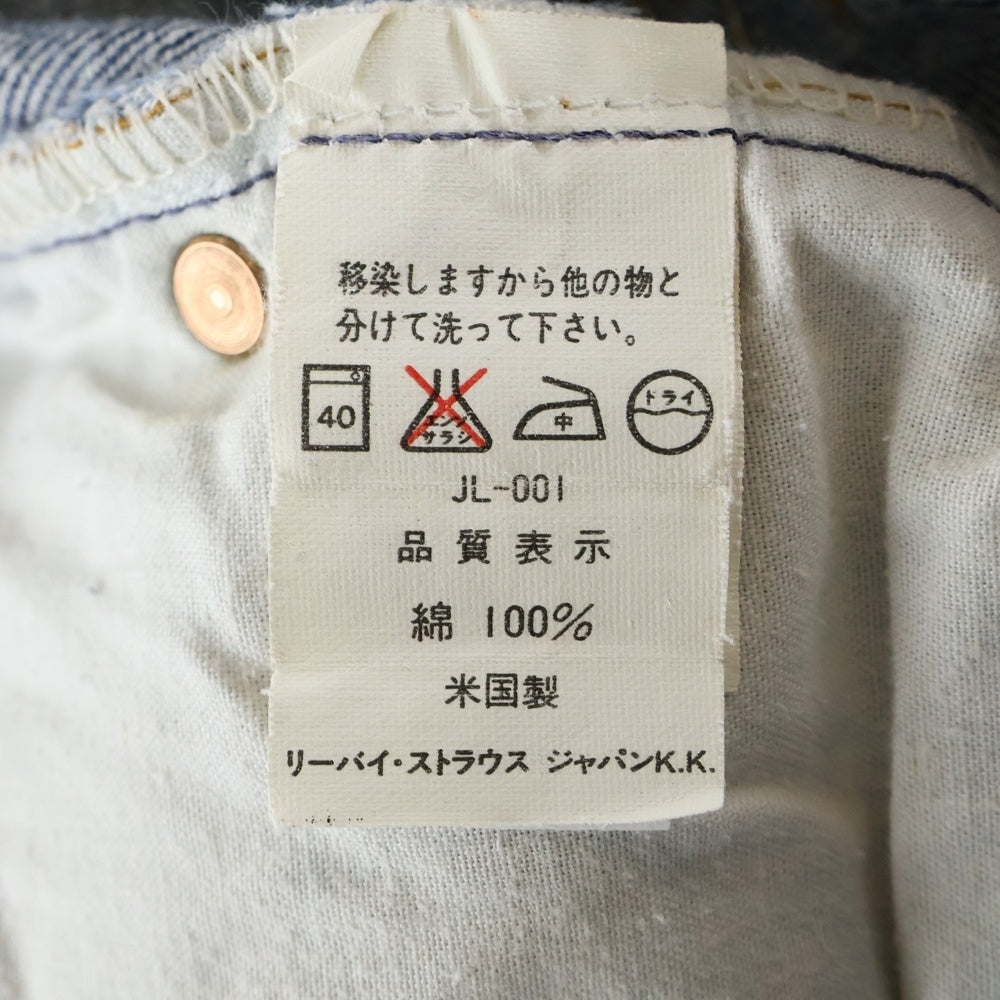 移染しますから他の物と
分けて洗って下さい。
40 エンソサラシ 中 ドライ
JL-001
品質表示
綿 100%
米国製
リーバイ・ストラウス ジャパンK.K.